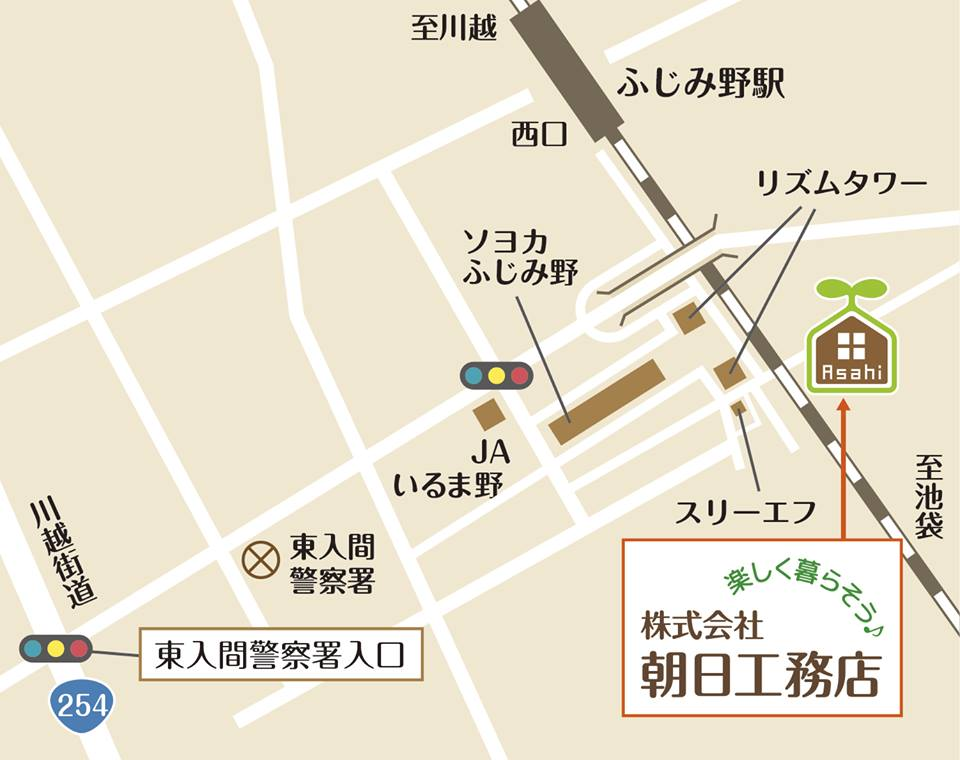 至川越
ふじみ野駅
西口
リズムタワー
ソヨカ
ふじみ野
Asahi
JA
いるま野
至池袋
スリーエフ
川越街道
東入間
警察署
楽しく暮らそう♪
株式会社
朝日工務店
東入間警察署入口
254